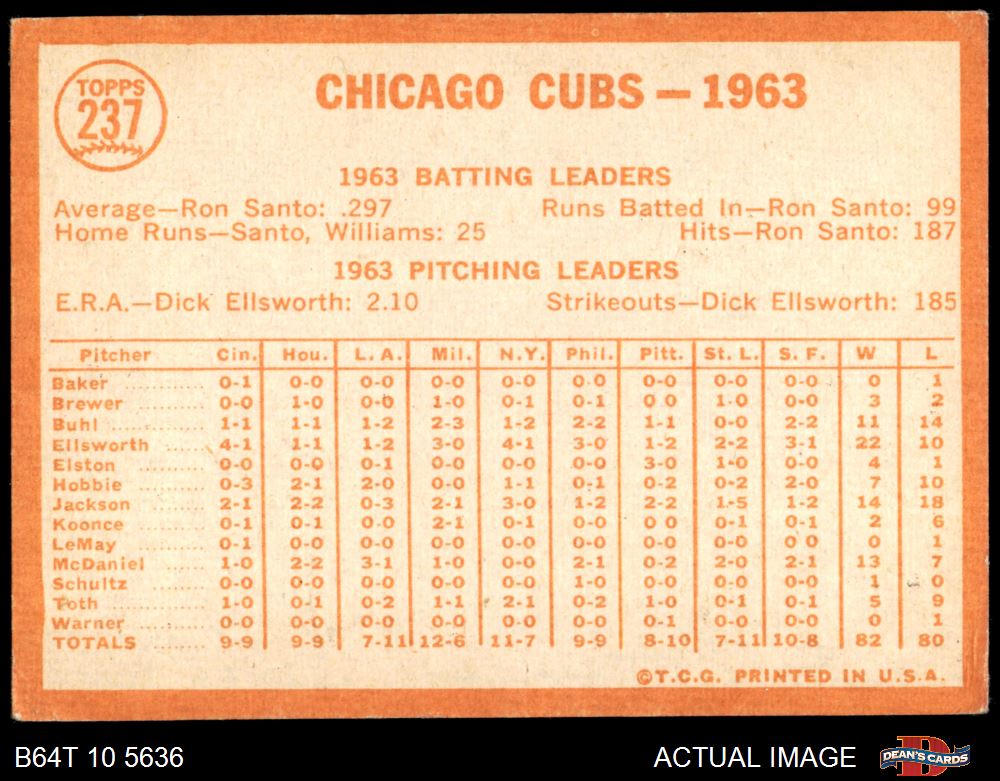 TOPPS
237
CHICAGO CUBS — 1963
1963 BATTING LEADERS
Average—Ron Santo: .297 Runs Batted In—Ron Santo: 99
Home Runs—Santo, Williams: 25 Hits—Ron Santo: 187
1963 PITCHING LEADERS
E.R.A.—Dick Ellsworth: 2.10 Strikeouts—Dick Ellsworth: 185
Pitcher Cin. Hou. L. A. Mil. N.Y. Phil. Pitt. St. L. S. F. W L
Baker 0-1 0-0 0-0 0-0 0-0 0-0 0-0 0-0 0-0 0 1
Brewer 0-0 1-0 0-0 1-0 0-1 0-1 0 0 1-0 0-0 3 2
Buhl 1-1 1-1 1-2 2-3 1-2 2-2 1-1 0-0 2-2 11 14
Ellsworth 4-1 1-1 1-2 3-0 4-1 3-0 1-2 2-2 3-1 22 10
Elston 0-0 0-0 0-1 0-0 0-0 0-0 3-0 1-0 0-0 4 1
Hobbie 0-3 2-1 2-0 0-0 1-1 0-1 0-2 0-2 2-0 7 10
Jackson 2-1 2-2 0-3 2-1 3-0 1-2 2-2 1-5 1-2 14 18
Koonce 0-1 0-1 0-0 2-1 0-1 0-0 0 0 0-1 0-1 2 6
LeMay 0-1 0-0 0-0 0-0 0-0 0-0 0-0 0-0 0 0 0 1
McDaniel 1-0 2-2 3-1 1-0 0-0 2-1 0-2 2-0 2-1 13 7
Schultz 0-0 0-0 0-0 0-0 0-0 1-0 0-0 0-0 0-0 1 0
Toth 1-0 0-1 0-2 1-1 2-1 0-2 1-0 0-1 0-1 5 9
Warner 0-0 0-0 0-0 0-0 0-0 0-0 0-1 0-0 0-0 0 1
TOTALS 9-9 9-9 7-11 12-6 11-7 9-9 8-10 7-11 10-8 82 80
©T.C.G. PRINTED IN U.S.A.
B64T 10 5636 ACTUAL IMAGE DEAN'S CARDS